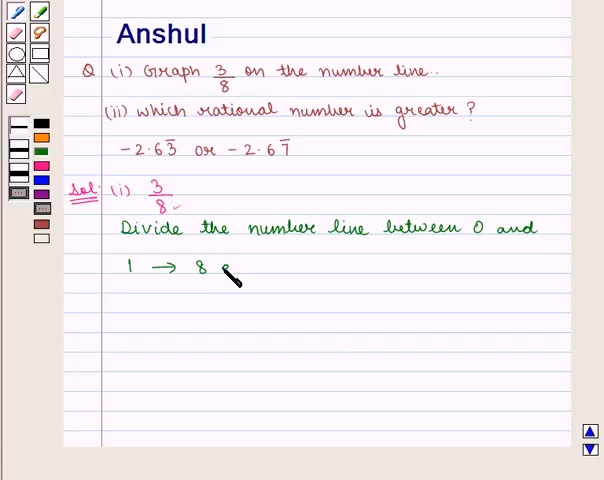 Anshul
Q (i) Graph 3/8 on the number line..
(ii) which rational number is greater?
-2.63̅ or -2.67̅
Sol. (i) 3/8
Divide the number line between 0 and
1 → 8